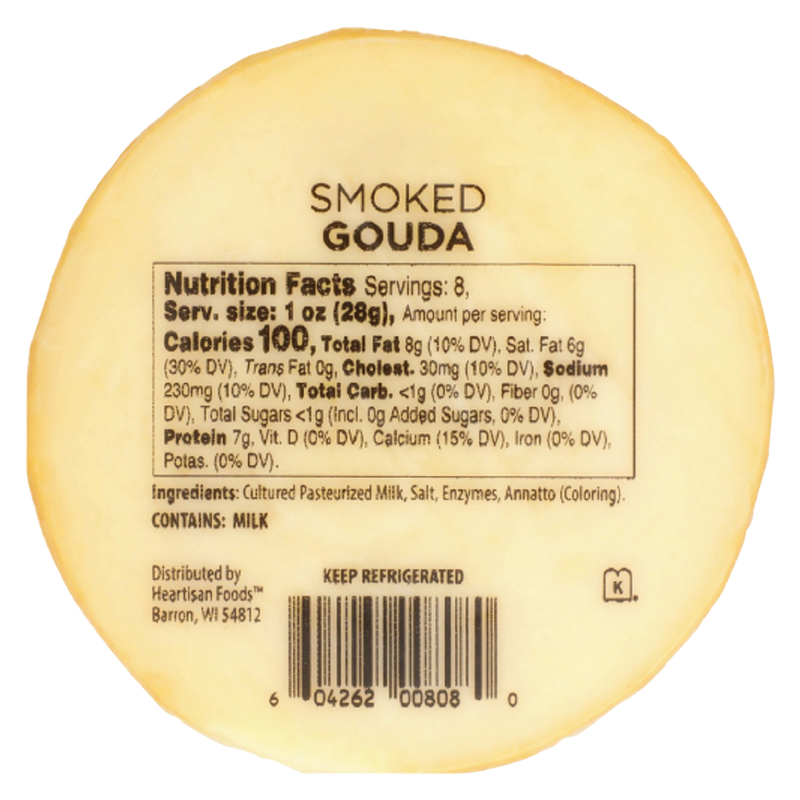 SMOKED
GOUDA
Nutrition Facts Servings: 8,
Serv. size: 1 oz (28g), Amount per serving:
Calories 100, Total Fat 8g (10% DV), Sat. Fat 6g
(30% DV), Trans Fat 0g, Cholest. 30mg (10% DV), Sodium
230mg (10% DV), Total Carb. <1g (0% DV), Fiber 0g, (0%
DV), Total Sugars <1g (Incl. 0g Added Sugars, 0% DV),
Protein 7g, Vit. D (0% DV), Calcium (15% DV), Iron (0% DV),
Potas. (0% DV).
Ingredients: Cultured Pasteurized Milk, Salt, Enzymes, Annatto (Coloring).
CONTAINS: MILK
Distributed by
Heartisan Foods™
Barron, WI 54812
KEEP REFRIGERATED
K
6 04262 00808 0